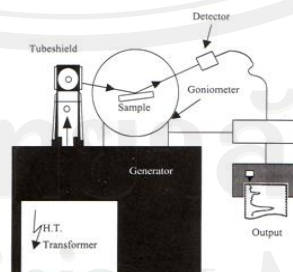 Detector
Tubeshield
Goniometer
Sample
Generator
H.T.
Transformer
Output